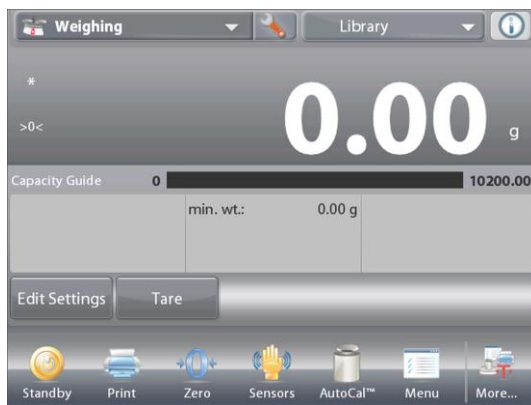 Weighing
Library
*
>0<
0.00 g
Capacity Guide 0 10200.00
min. wt.: 0.00 g
Edit Settings Tare
Standby Print Zero Sensors AutoCal™ Menu More...